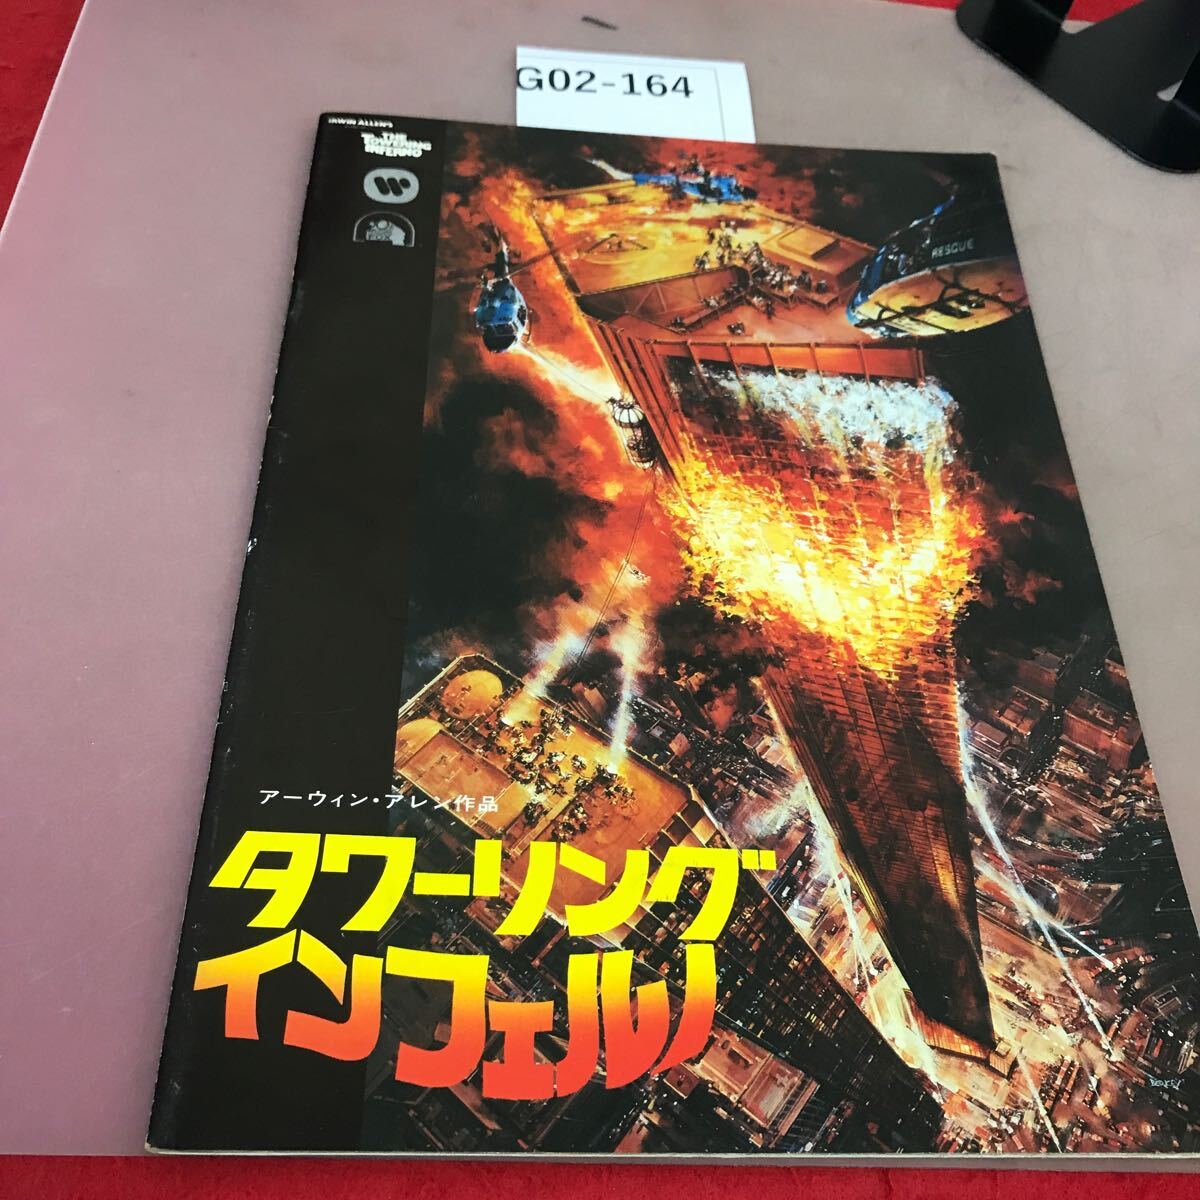 G02-164
IRWIN ALLEN'S
THE
TOWERING
INFERNO
RESCUE
アーウィン・アレン作品
タワーリング
インフェルノ